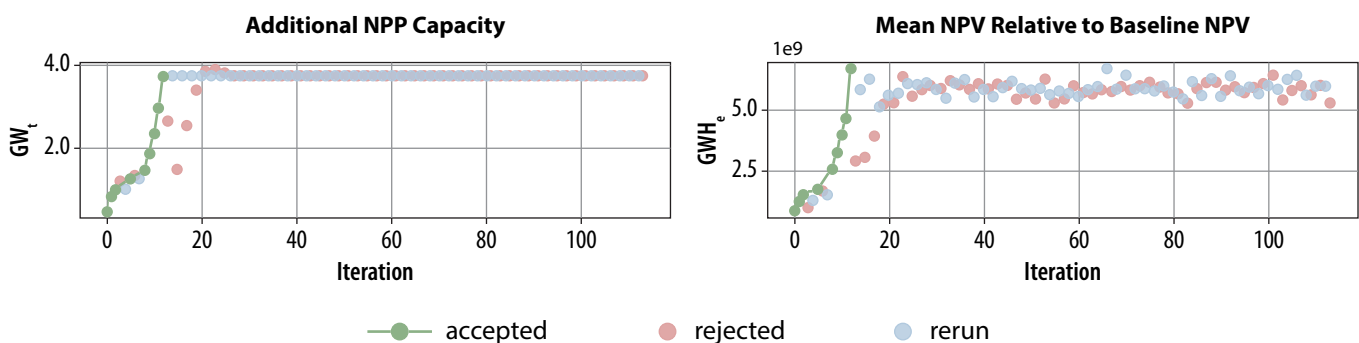 Additional NPP Capacity
GWₜ
4.0
2.0
0 20 40 60 80 100
Iteration
Mean NPV Relative to Baseline NPV
1e9
GWHₑ
5.0
2.5
0 20 40 60 80 100
Iteration
accepted rejected rerun